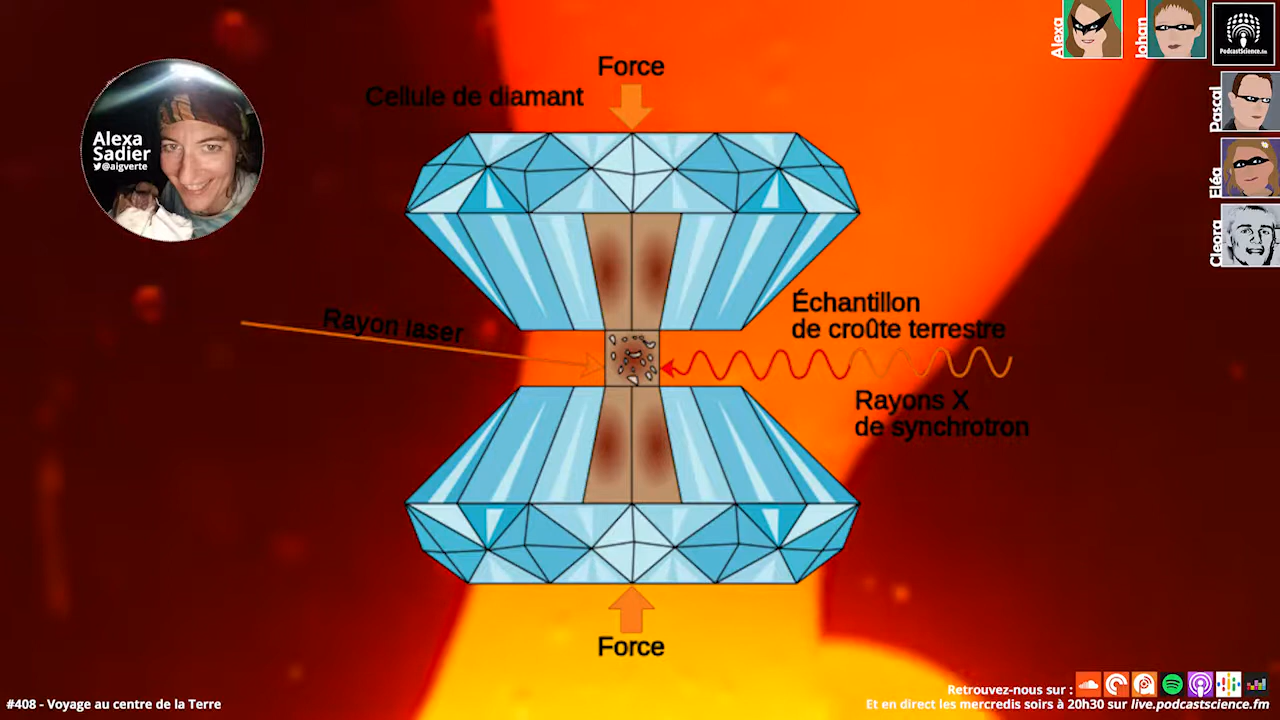 Alexa
Johan
PodcastScience.fm
Force
Cellule de diamant
Pascal
Alexa
Sadier
@aigverte
Eléa
Cleora
Échantillon
de croûte terrestre
Rayon laser
Rayons X
de synchrotron
Force
Retrouvez-nous sur :
#408 - Voyage au centre de la Terre
Et en direct les mercredis soirs à 20h30 sur live.podcastscience.fm